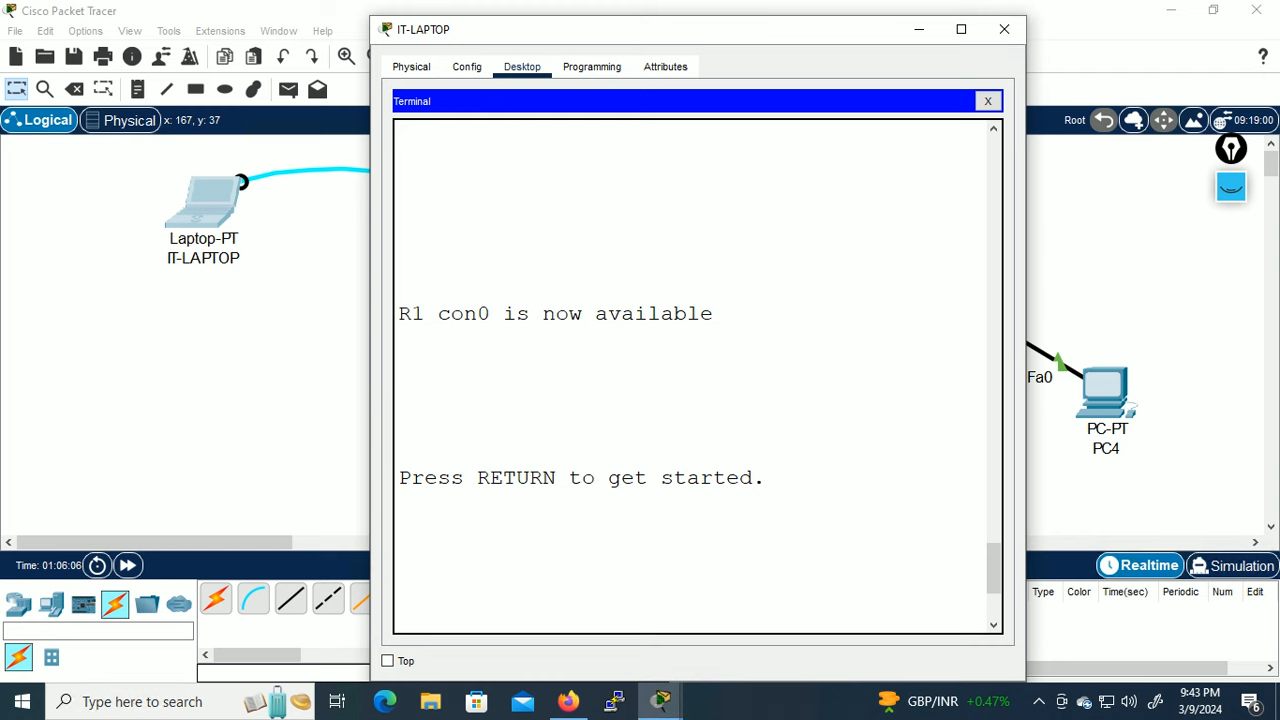 Cisco Packet Tracer
File Edit Options View Tools Extensions Window Help
IT-LAPTOP
Physical Config Desktop Programming Attributes
Terminal X
Logical Physical x: 167, y: 37
Root 09:19:00
R1 con0 is now available
Press RETURN to get started.
Laptop-PT
IT-LAPTOP
Fa0
PC-PT
PC4
Time: 01:06:06
Realtime Simulation
Type Color Time(sec) Periodic Num Edit
Top
Type here to search
GBP/INR +0.47%
9:43 PM
3/9/2024
6